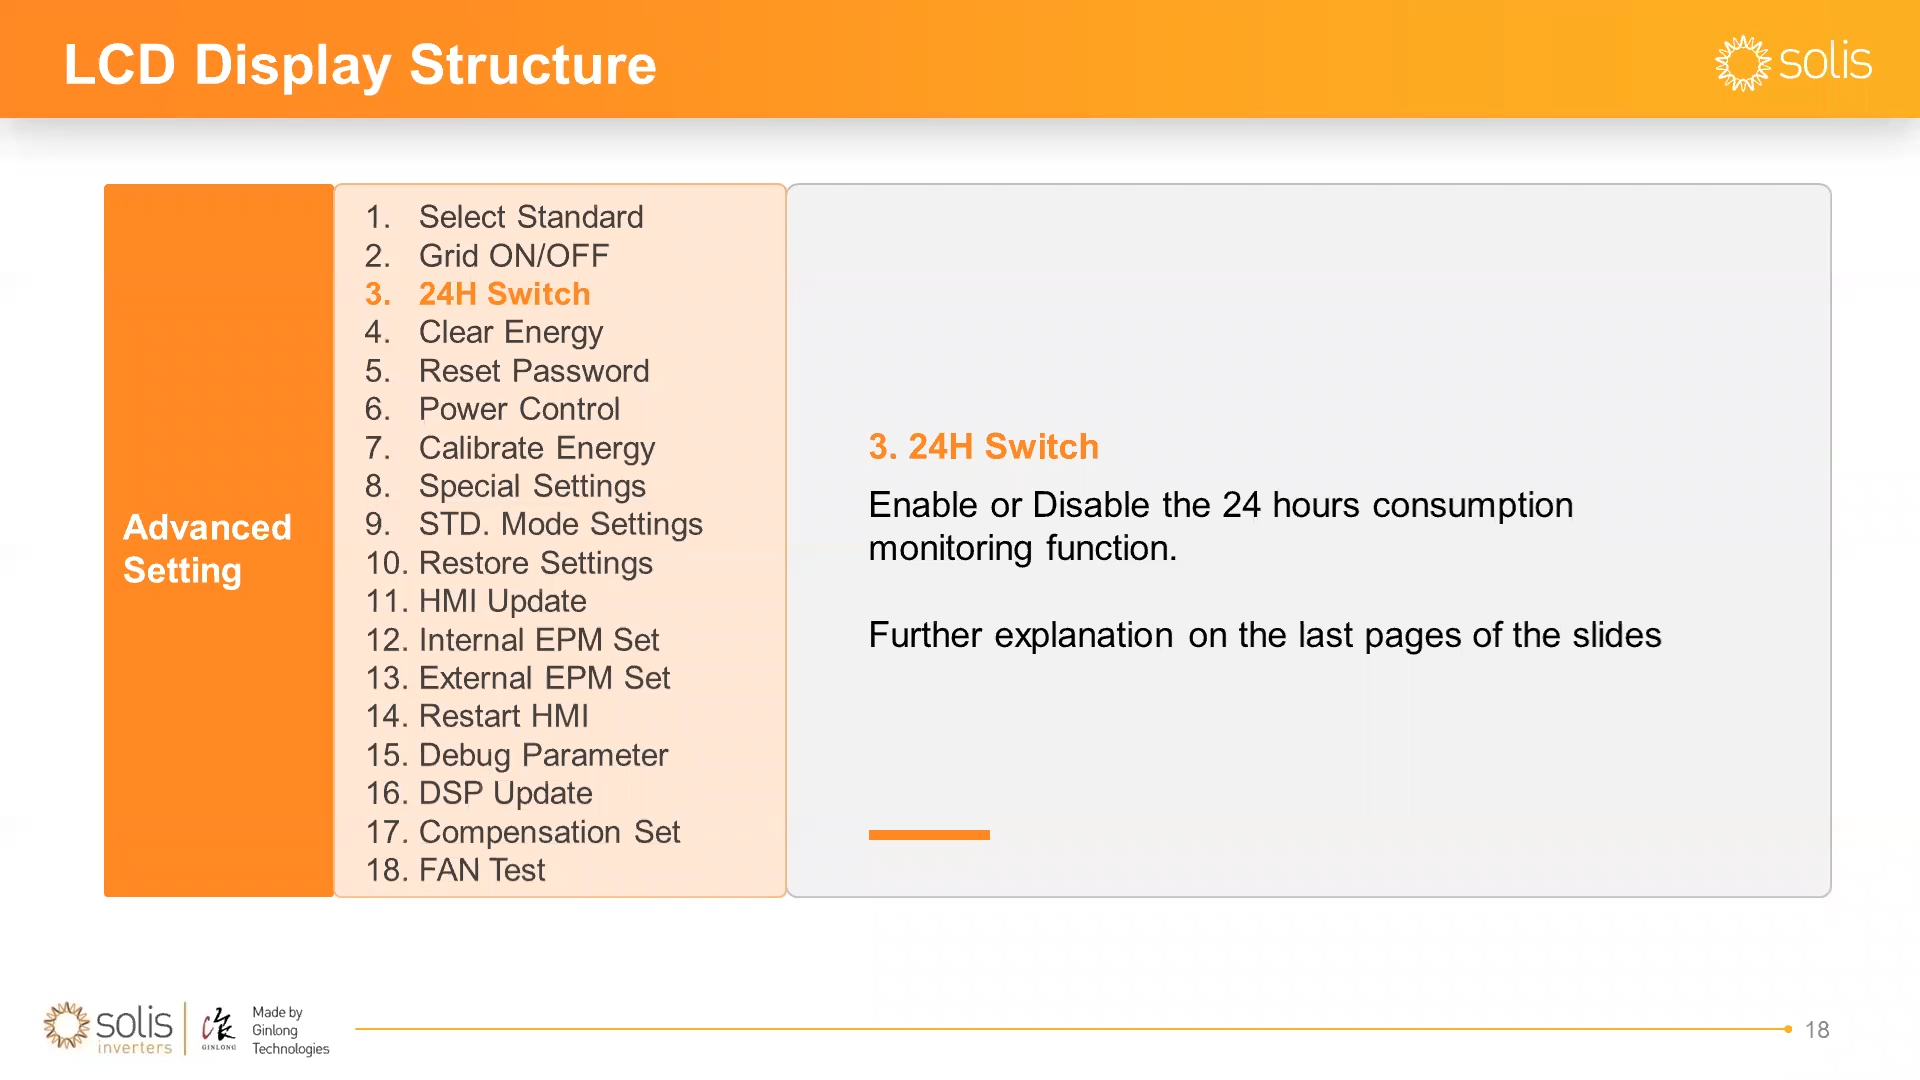 LCD Display Structure
solis
Advanced
Setting
1. Select Standard
2. Grid ON/OFF
3. 24H Switch
4. Clear Energy
5. Reset Password
6. Power Control
7. Calibrate Energy
8. Special Settings
9. STD. Mode Settings
10. Restore Settings
11. HMI Update
12. Internal EPM Set
13. External EPM Set
14. Restart HMI
15. Debug Parameter
16. DSP Update
17. Compensation Set
18. FAN Test
3. 24H Switch
Enable or Disable the 24 hours consumption
monitoring function.
Further explanation on the last pages of the slides
solis
inverters
GINLONG
Made by
Ginlong
Technologies
18